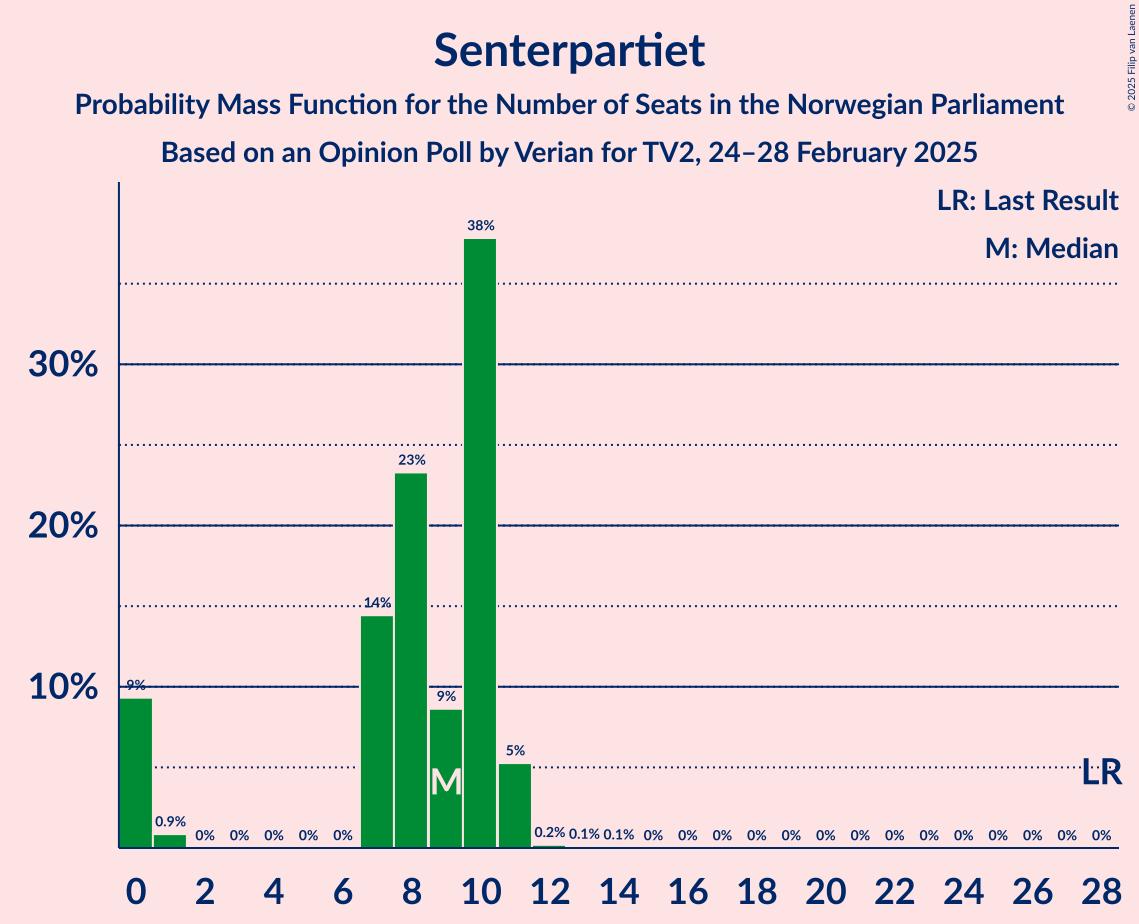 Senterpartiet
Probability Mass Function for the Number of Seats in the Norwegian Parliament
Based on an Opinion Poll by Verian for TV2, 24–28 February 2025
© 2025 Filip van Laenen
LR: Last Result
M: Median
38%
30%
23%
20%
14%
10%
9%
9%
5%
M
LR
0.9% 0% 0% 0% 0% 0% 0.2% 0.1% 0.1% 0% 0% 0% 0% 0% 0% 0% 0% 0% 0% 0% 0% 0% 0%
0 2 4 6 8 10 12 14 16 18 20 22 24 26 28